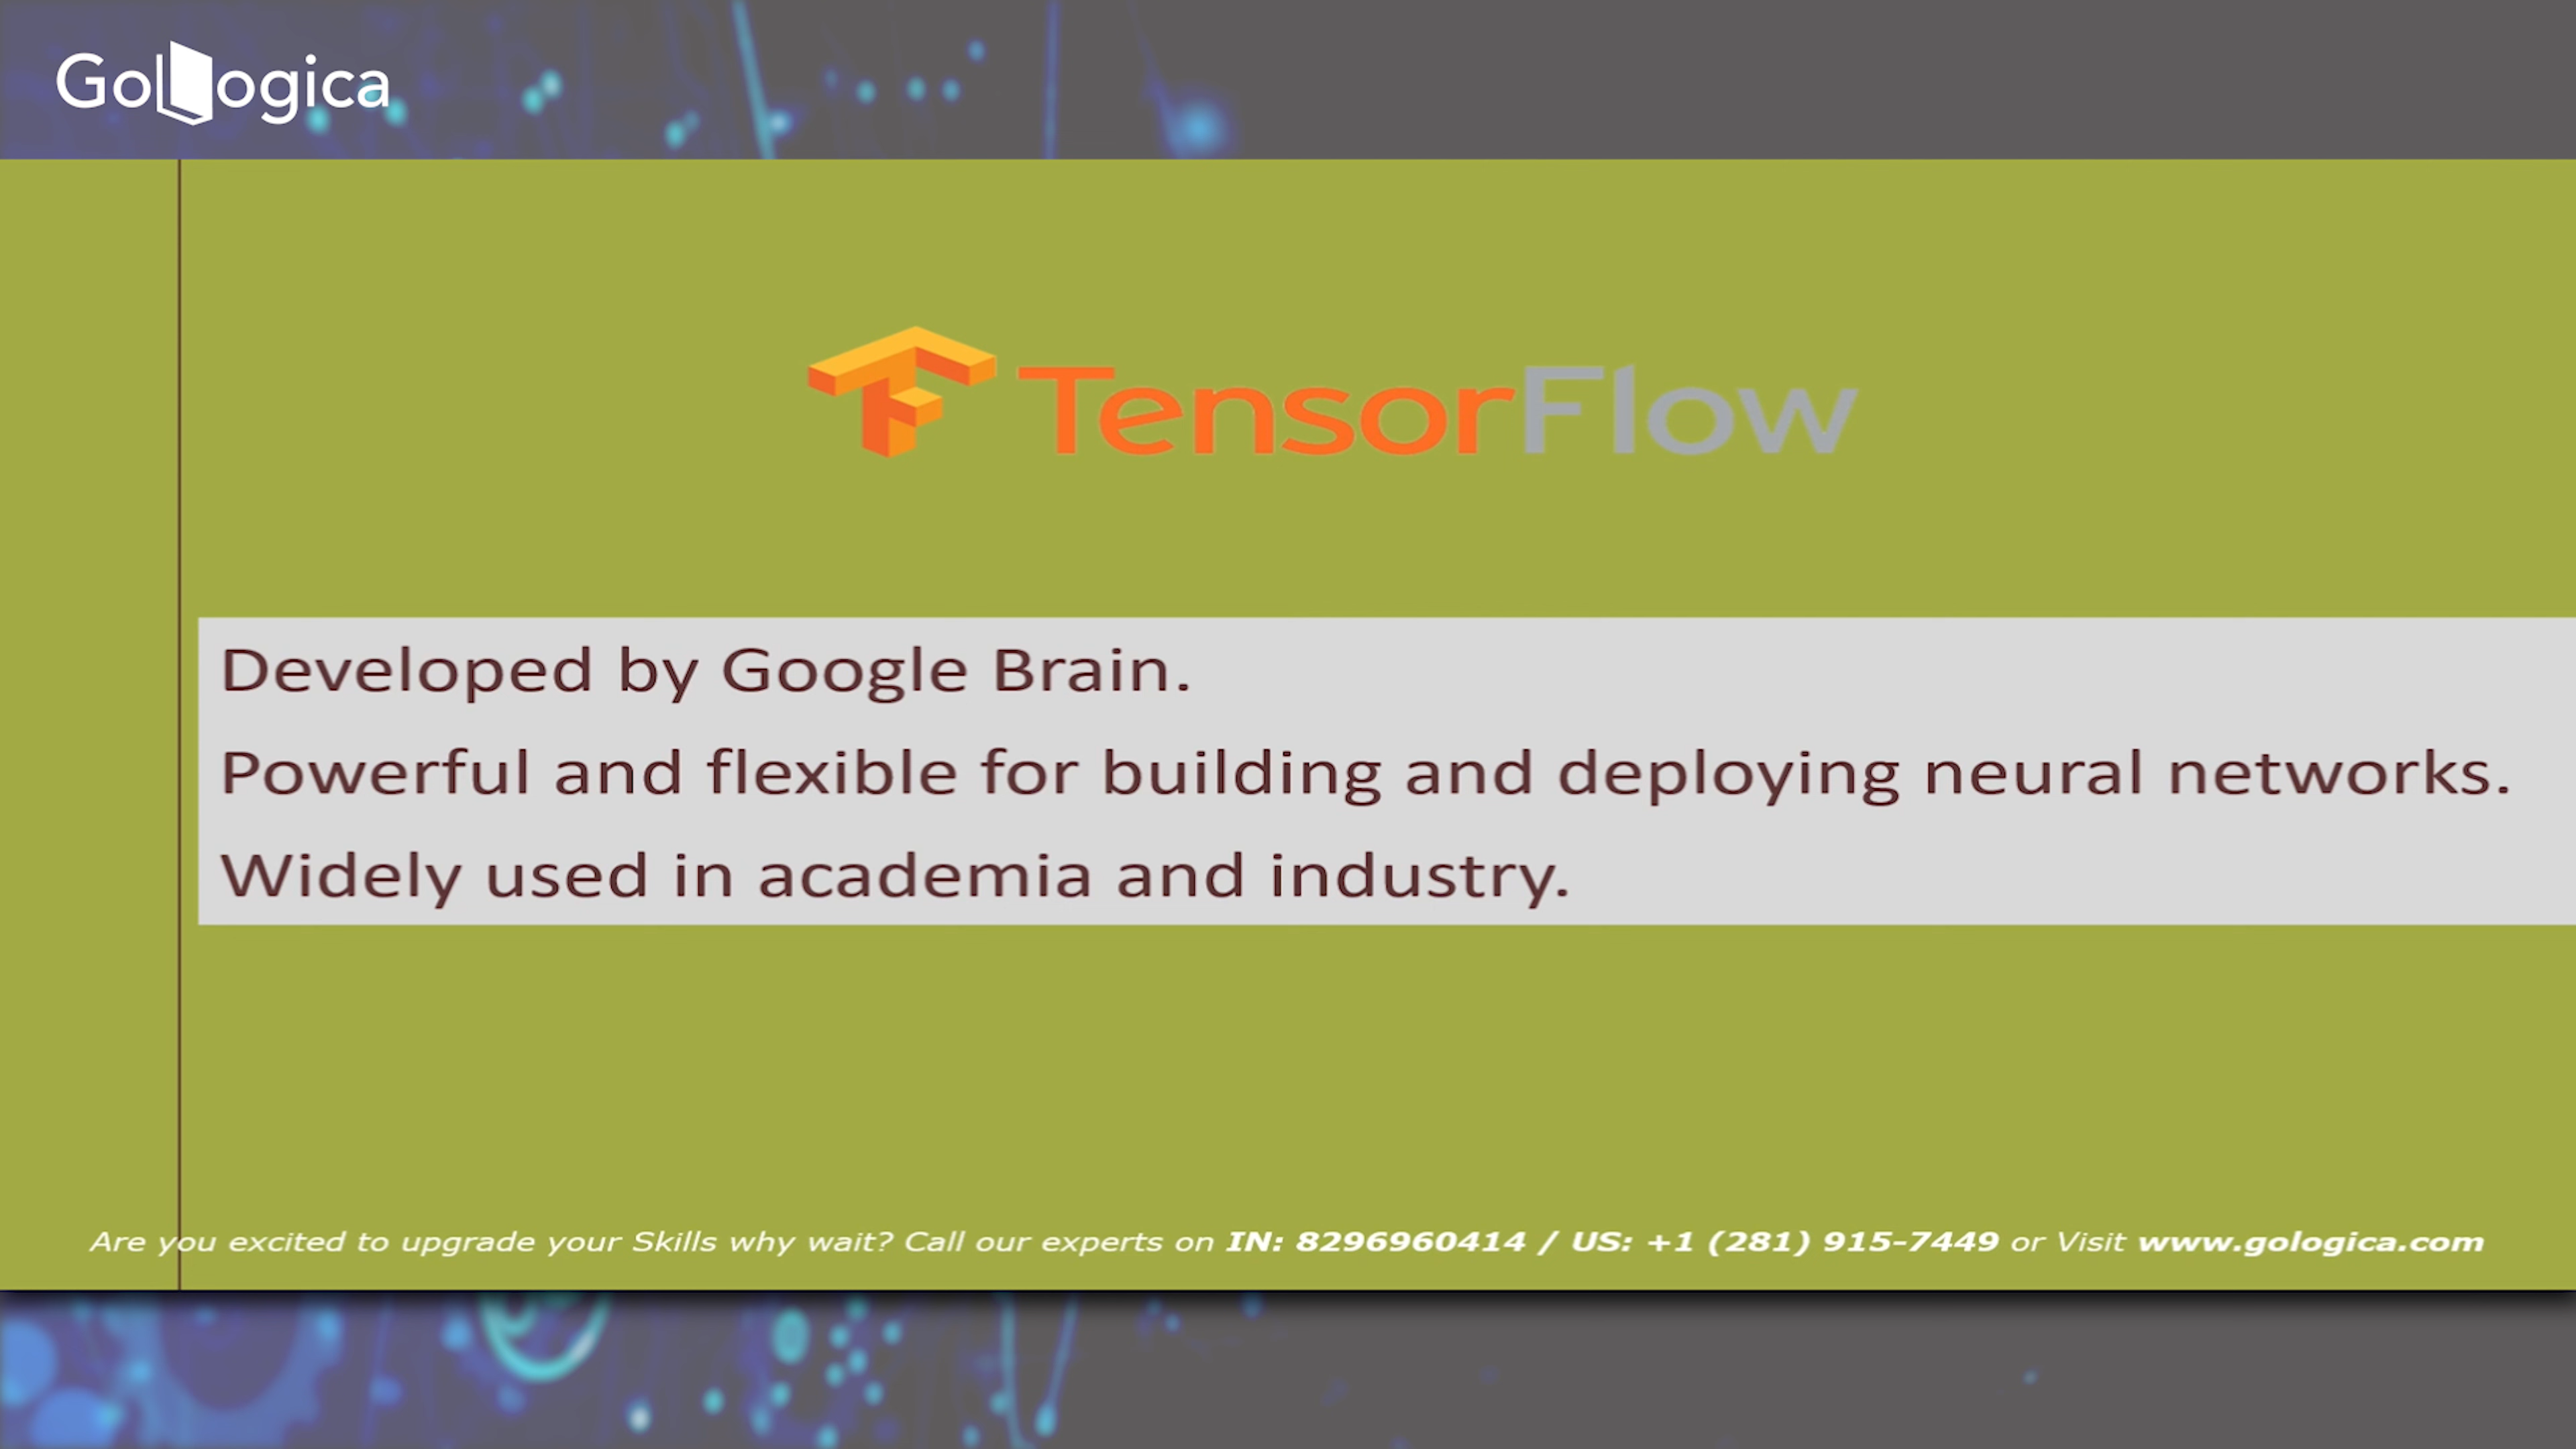 GoLogica
TensorFlow
Developed by Google Brain.
Powerful and flexible for building and deploying neural networks.
Widely used in academia and industry.
Are you excited to upgrade your Skills why wait? Call our experts on IN: 8296960414 / US: +1 (281) 915-7449 or Visit www.gologica.com